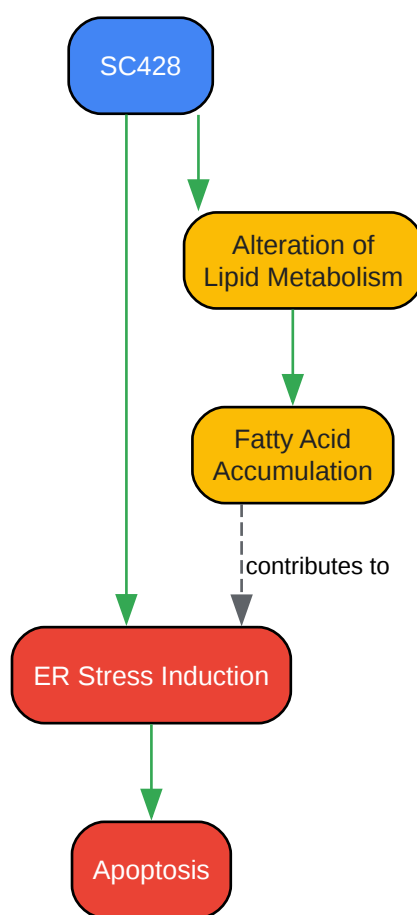 SC428
Alteration of
Lipid Metabolism
Fatty Acid
Accumulation
contributes to
ER Stress Induction
Apoptosis